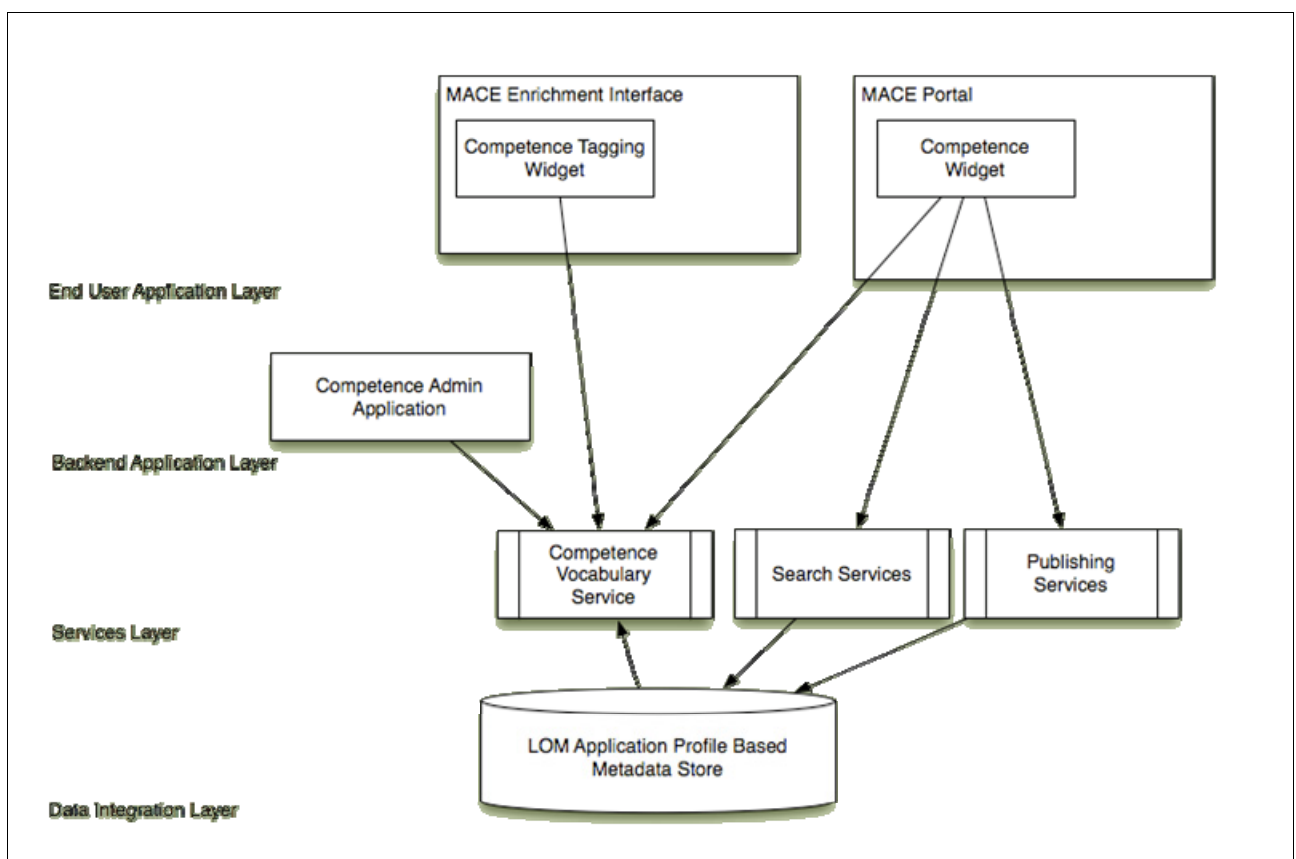 MACE Enrichment Interface
Competence Tagging
Widget
MACE Portal
Competence
Widget
End User Application Layer
Competence Admin
Application
Backend Application Layer
Competence
Vocabulary
Service
Search Services
Publishing
Services
Services Layer
LOM Application Profile Based
Metadata Store
Data Integration Layer